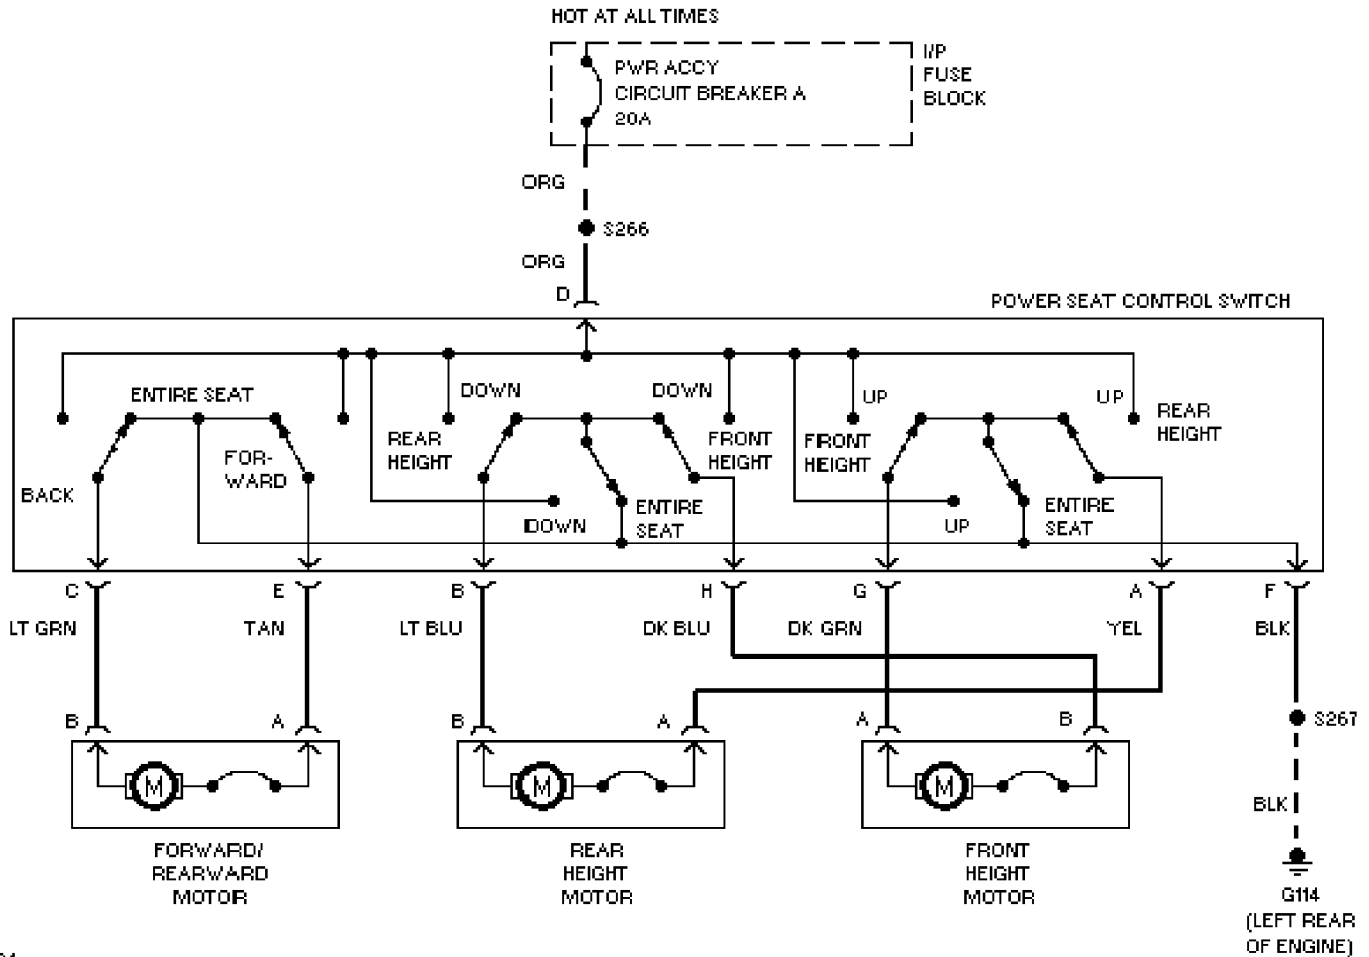 HOT AT ALL TIMES
PWR ACCY
CIRCUIT BREAKER A
20A
I/P
FUSE
BLOCK
ORG
S266
ORG
D
POWER SEAT CONTROL SWITCH
ENTIRE SEAT
BACK
FOR-
WARD
REAR
HEIGHT
DOWN
DOWN
ENTIRE
SEAT
DOWN
FRONT
HEIGHT
UP
FRONT
HEIGHT
UP
ENTIRE
SEAT
UP
REAR
HEIGHT
C
E
B
H
G
A
F
LT GRN
TAN
LT BLU
DK BLU
DK GRN
YEL
BLK
B
A
B
A
A
B
S267
M
M
M
BLK
FORWARD/
REARWARD
MOTOR
REAR
HEIGHT
MOTOR
FRONT
HEIGHT
MOTOR
G114
(LEFT REAR
OF ENGINE)